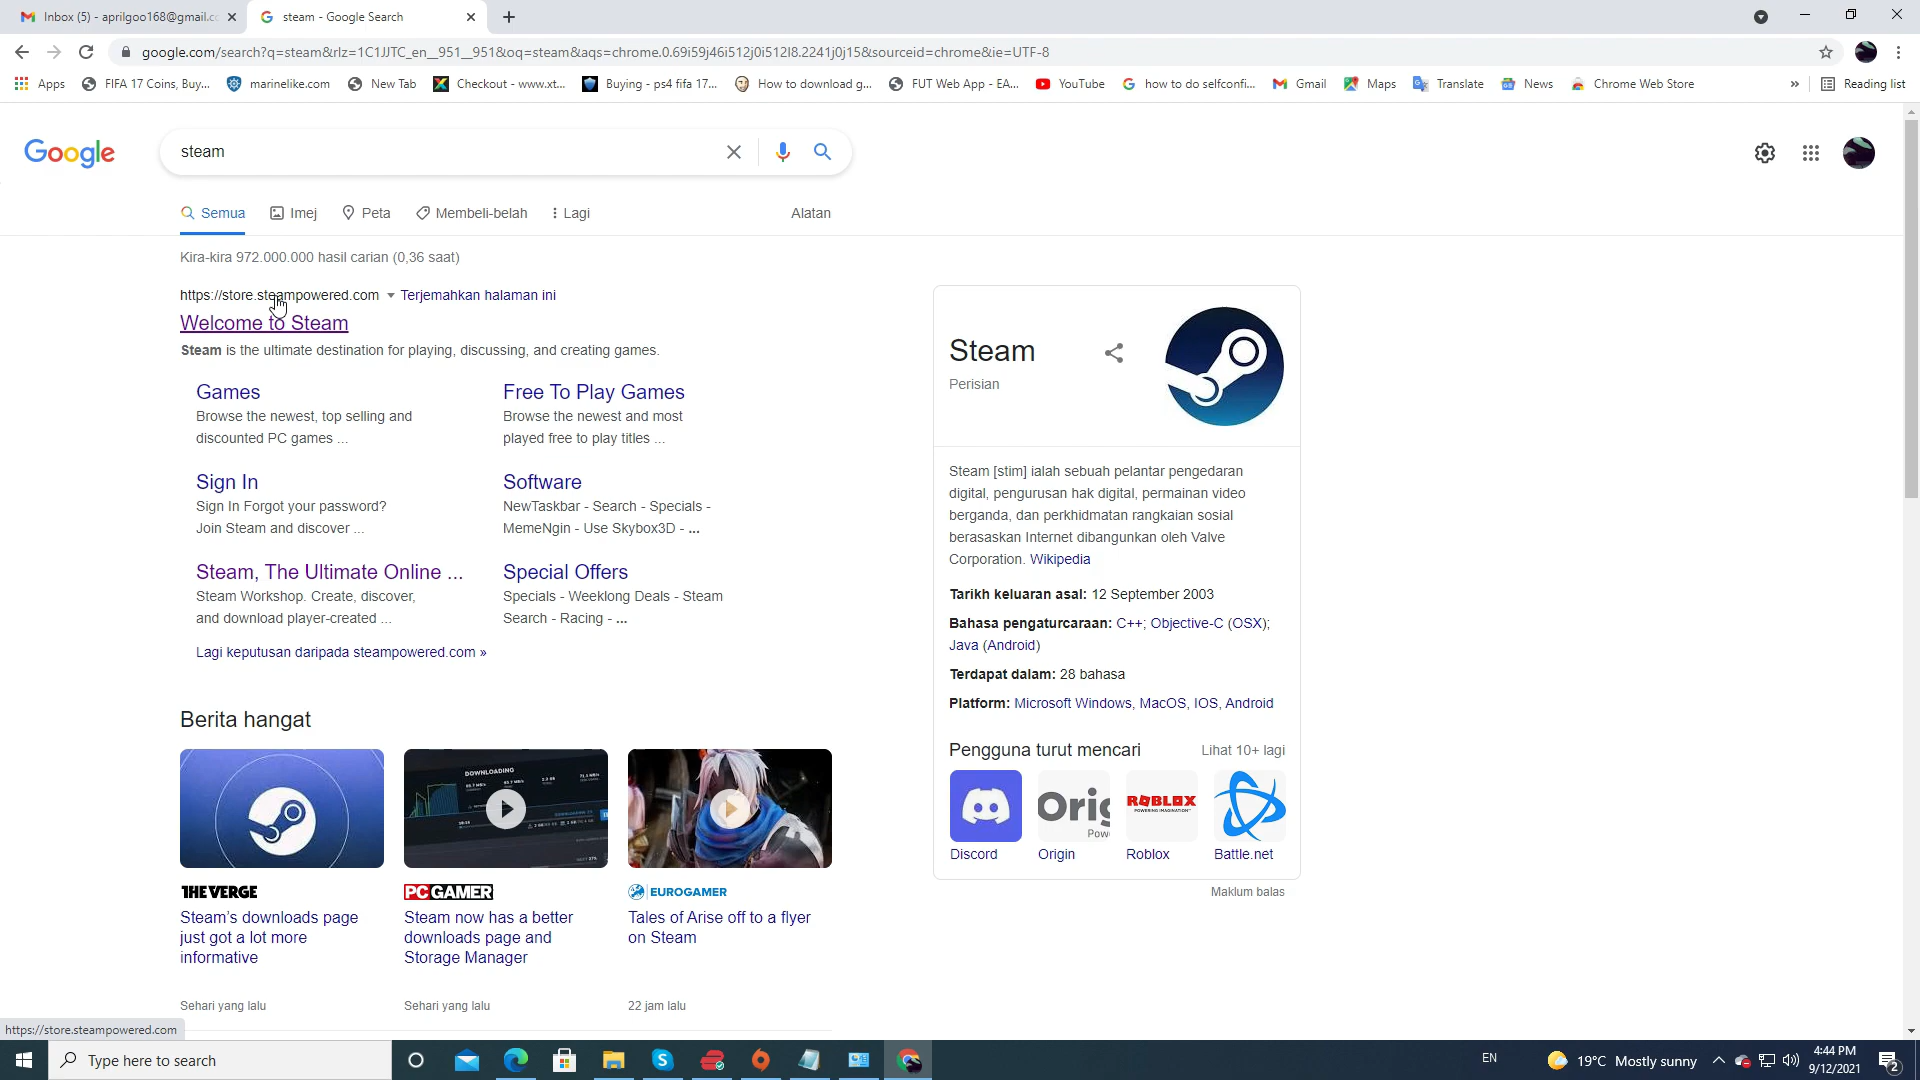 Inbox (5) - aprilgoo168@gmail.cc
steam - Google Search
google.com/search?q=steam&rlz=1C1JJTC_en__951__951&oq=steam&aqs=chrome.0.69i59j46i512j0i512l8.2241j0j15&sourceid=chrome&ie=UTF-8
Apps
FIFA 17 Coins, Buy...
marinelike.com
New Tab
Checkout - www.xt...
Buying - ps4 fifa 17...
How to download g...
FUT Web App - EA...
YouTube
how to do selfconfi...
Gmail
Maps
Translate
News
Chrome Web Store
»
Reading list
Google
steam
Semua
Imej
Peta
Membeli-belah
Lagi
Alatan
Kira-kira 972.000.000 hasil carian (0,36 saat)
https://store.steampowered.com Terjemahkan halaman ini
Welcome to Steam
Steam is the ultimate destination for playing, discussing, and creating games.
Games
Browse the newest, top selling and
discounted PC games ...
Free To Play Games
Browse the newest and most
played free to play titles ...
Sign In
Sign In Forgot your password?
Join Steam and discover ...
Software
NewTaskbar - Search - Specials -
MemeNgin - Use Skybox3D - ...
Steam, The Ultimate Online ...
Steam Workshop. Create, discover,
and download player-created ...
Special Offers
Specials - Weeklong Deals - Steam
Search - Racing - ...
Lagi keputusan daripada steampowered.com »
Berita hangat
DOWNLOADING
THE VERGE
Steam's downloads page
just got a lot more
informative
Sehari yang lalu
PC GAMER
Steam now has a better
downloads page and
Storage Manager
Sehari yang lalu
EUROGAMER
Tales of Arise off to a flyer
on Steam
22 jam lalu
Steam
Perisian
Steam [stim] ialah sebuah pelantar pengedaran
digital, pengurusan hak digital, permainan video
berganda, dan perkhidmatan rangkaian sosial
berasaskan Internet dibangunkan oleh Valve
Corporation. Wikipedia
Tarikh keluaran asal: 12 September 2003
Bahasa pengaturcaraan: C++; Objective-C (OSX);
Java (Android)
Terdapat dalam: 28 bahasa
Platform: Microsoft Windows, MacOS, IOS, Android
Pengguna turut mencari
Lihat 10+ lagi
Orig
Pow
ROBLOX
POWERING IMAGINATION
Discord
Origin
Roblox
Battle.net
Maklum balas
https://store.steampowered.com
Type here to search
EN
19°C Mostly sunny
4:44 PM
9/12/2021
2